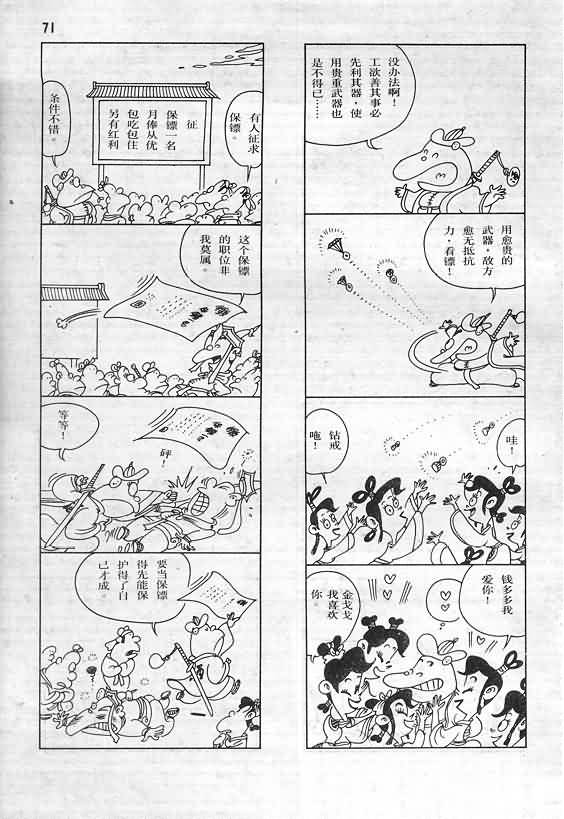 71
没办法啊！
工欲善其事必
先利其器，使
用贵重武器也
是不得已……
用愈贵的
武器，敌方
愈无抵抗
力，看镖！
哇！
钻戒
吔！
钱多多我
爱你！
金戈戈
我喜欢
你。
有人征求
保镖。
征
保镖一名
月俸从优
包吃包住
另有红利
条件不错。
这个保镖
的职位非
我莫属。
等等！
砰！
要当保镖
得先能保
护得了自
己才成。